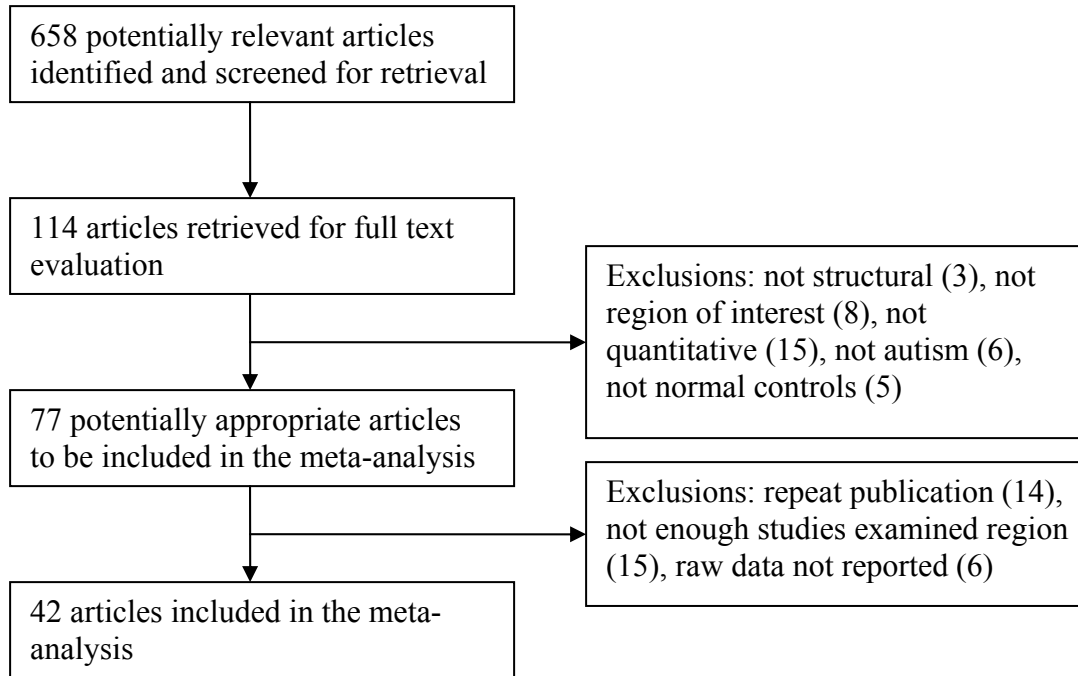 658 potentially relevant articles
identified and screened for retrieval
114 articles retrieved for full text
evaluation
Exclusions: not structural (3), not
region of interest (8), not
quantitative (15), not autism (6),
not normal controls (5)
77 potentially appropriate articles
to be included in the meta-analysis
Exclusions: repeat publication (14),
not enough studies examined region
(15), raw data not reported (6)
42 articles included in the meta-
analysis